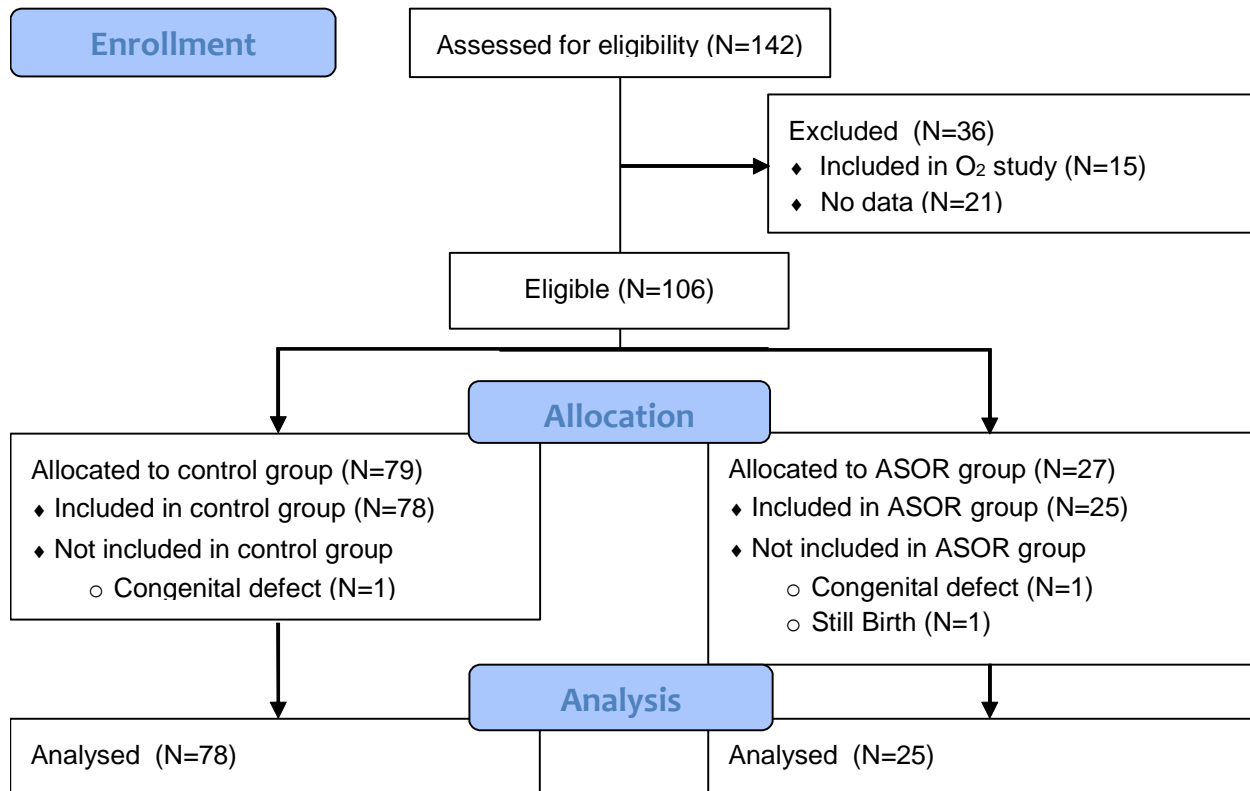 Enrollment
Assessed for eligibility (N=142)
Excluded (N=36)
♦ Included in O₂ study (N=15)
♦ No data (N=21)
Eligible (N=106)
Allocation
Allocated to control group (N=79)
♦ Included in control group (N=78)
♦ Not included in control group
○ Congenital defect (N=1)
Allocated to ASOR group (N=27)
♦ Included in ASOR group (N=25)
♦ Not included in ASOR group
○ Congenital defect (N=1)
○ Still Birth (N=1)
Analysis
Analysed (N=78)
Analysed (N=25)